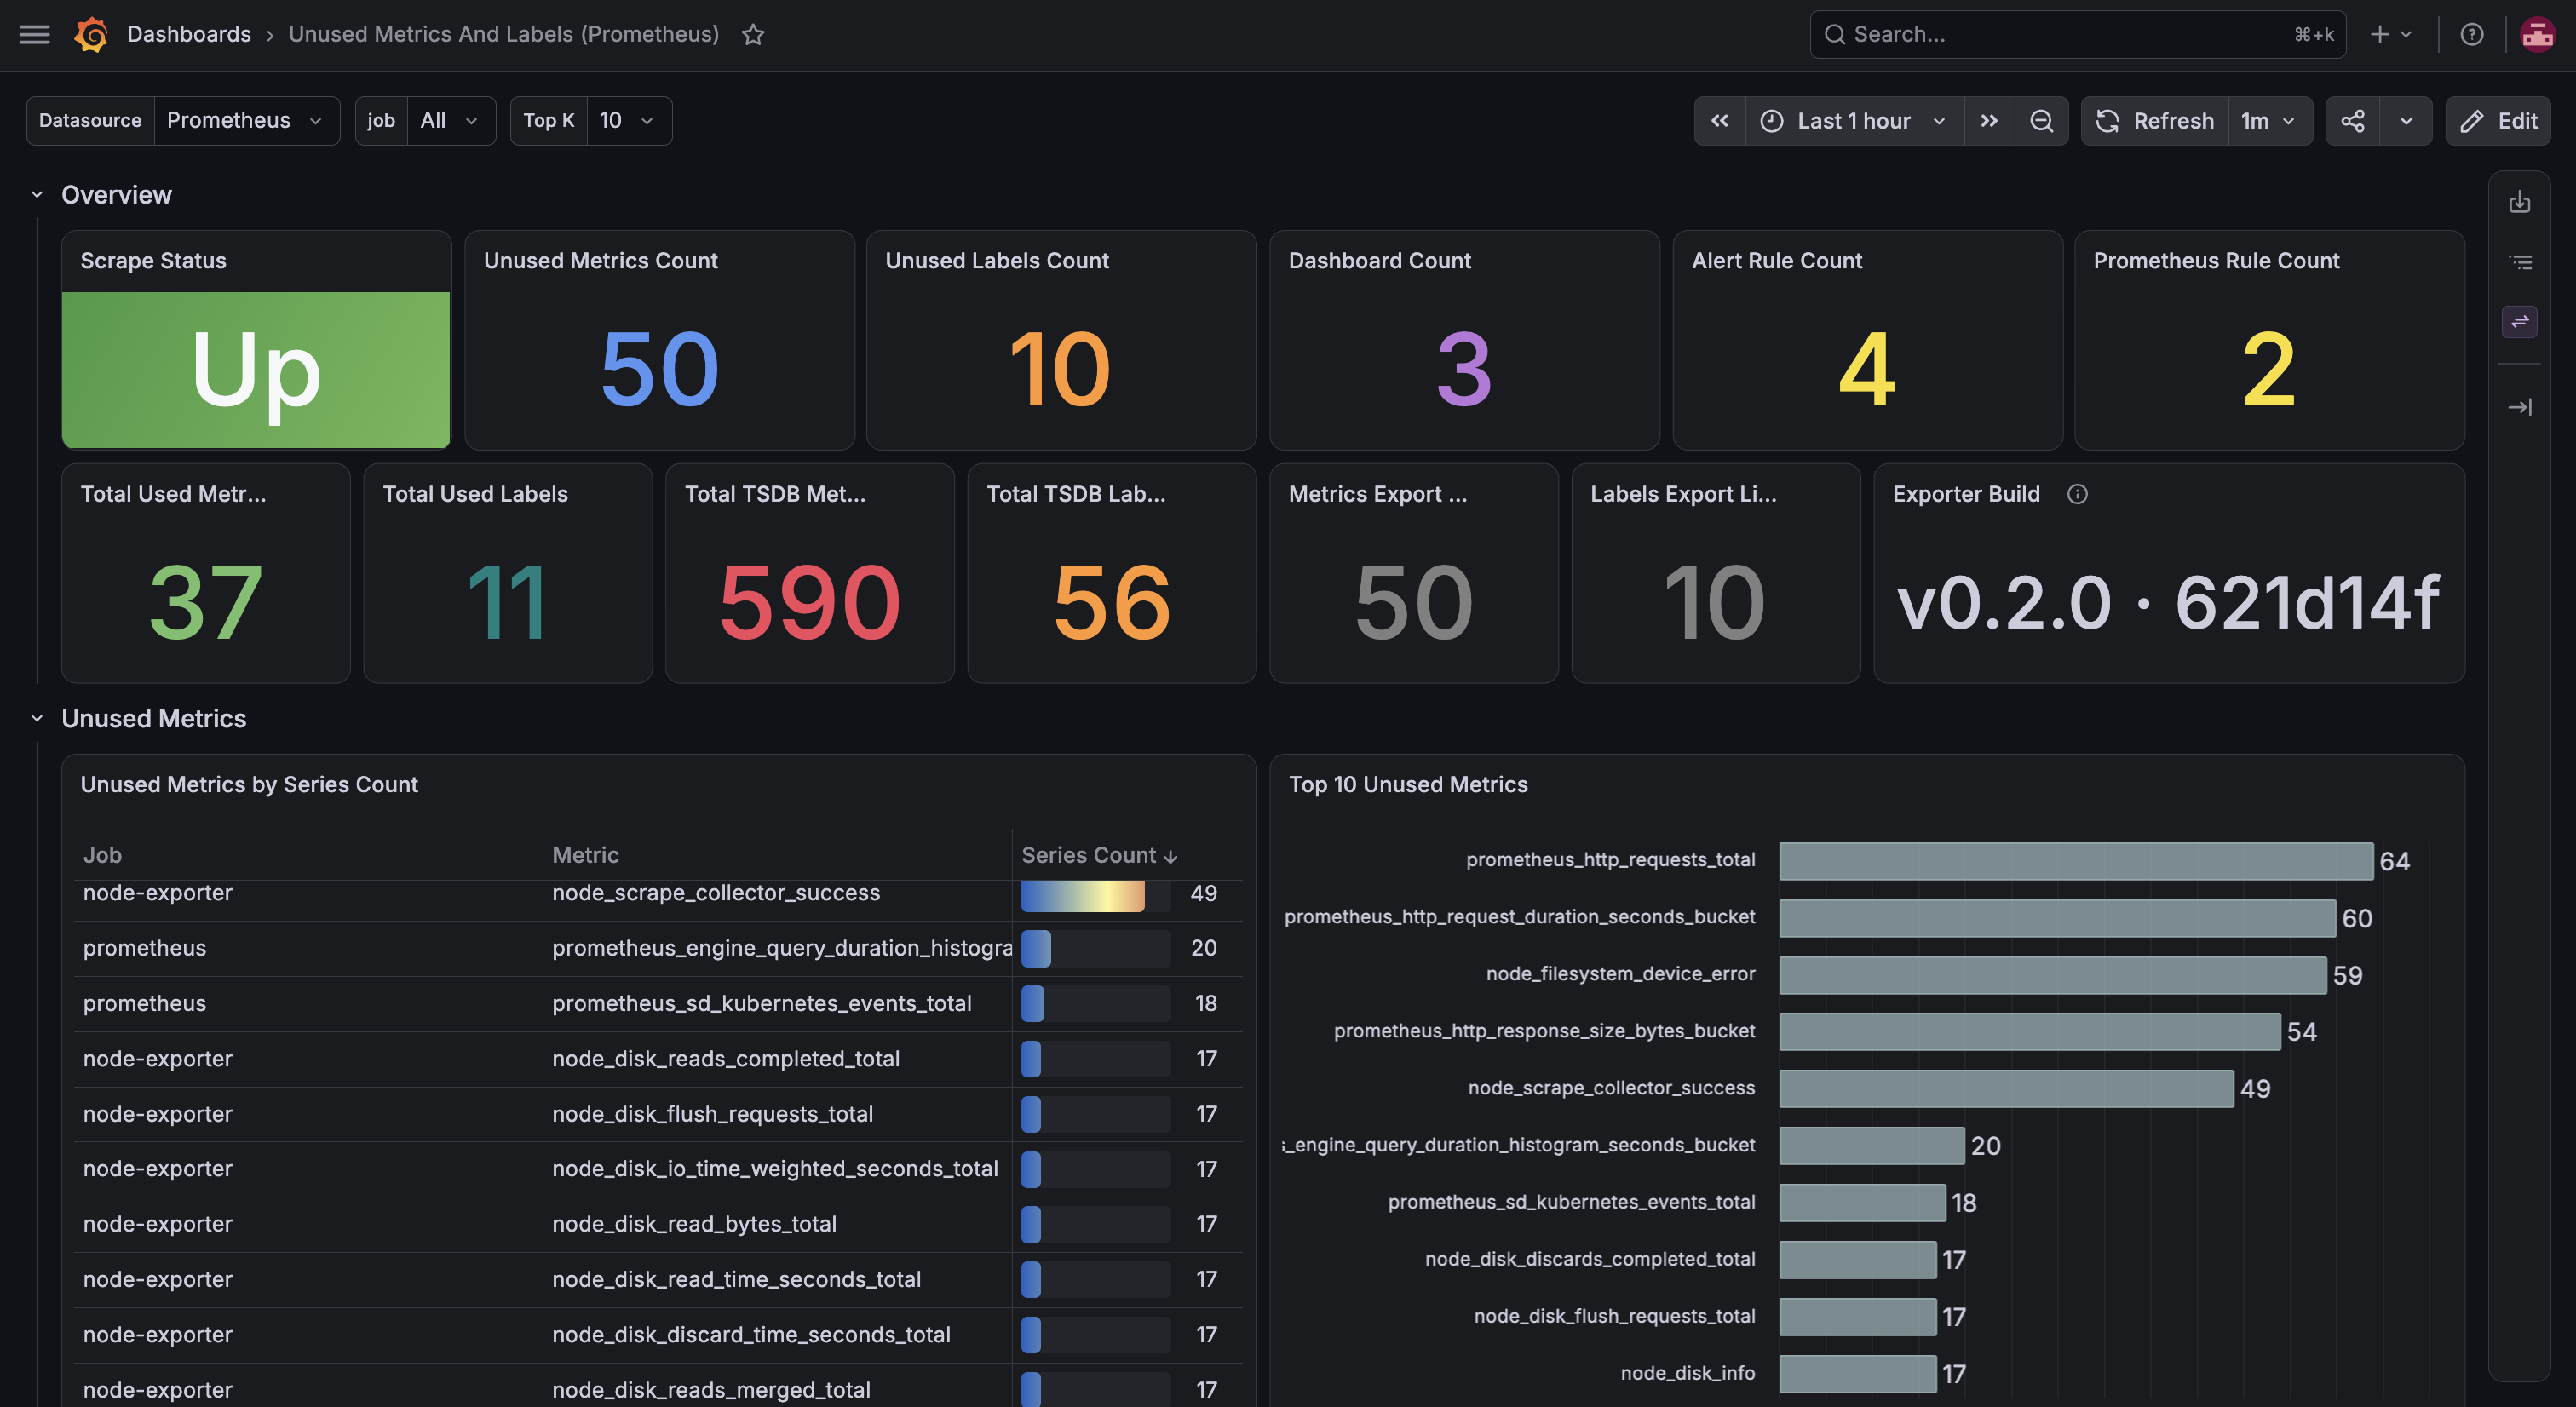 Dashboards › Unused Metrics And Labels (Prometheus)
Search...
⌘+k
Datasource Prometheus
job All
Top K 10
Last 1 hour
Refresh 1m
Edit
Overview
Scrape Status
Up
Unused Metrics Count
50
Unused Labels Count
10
Dashboard Count
3
Alert Rule Count
4
Prometheus Rule Count
2
Total Used Metr...
37
Total Used Labels
11
Total TSDB Met...
590
Total TSDB Lab...
56
Metrics Export ...
50
Labels Export Li...
10
Exporter Build
v0.2.0 · 621d14f
Unused Metrics
Unused Metrics by Series Count
Job Metric Series Count ↓
node-exporter node_scrape_collector_success 49
prometheus prometheus_engine_query_duration_histogra 20
prometheus prometheus_sd_kubernetes_events_total 18
node-exporter node_disk_reads_completed_total 17
node-exporter node_disk_flush_requests_total 17
node-exporter node_disk_io_time_weighted_seconds_total 17
node-exporter node_disk_read_bytes_total 17
node-exporter node_disk_read_time_seconds_total 17
node-exporter node_disk_discard_time_seconds_total 17
node-exporter node_disk_reads_merged_total 17
Top 10 Unused Metrics
prometheus_http_requests_total 64
prometheus_http_request_duration_seconds_bucket 60
node_filesystem_device_error 59
prometheus_http_response_size_bytes_bucket 54
node_scrape_collector_success 49
s_engine_query_duration_histogram_seconds_bucket 20
prometheus_sd_kubernetes_events_total 18
node_disk_discards_completed_total 17
node_disk_flush_requests_total 17
node_disk_info 17